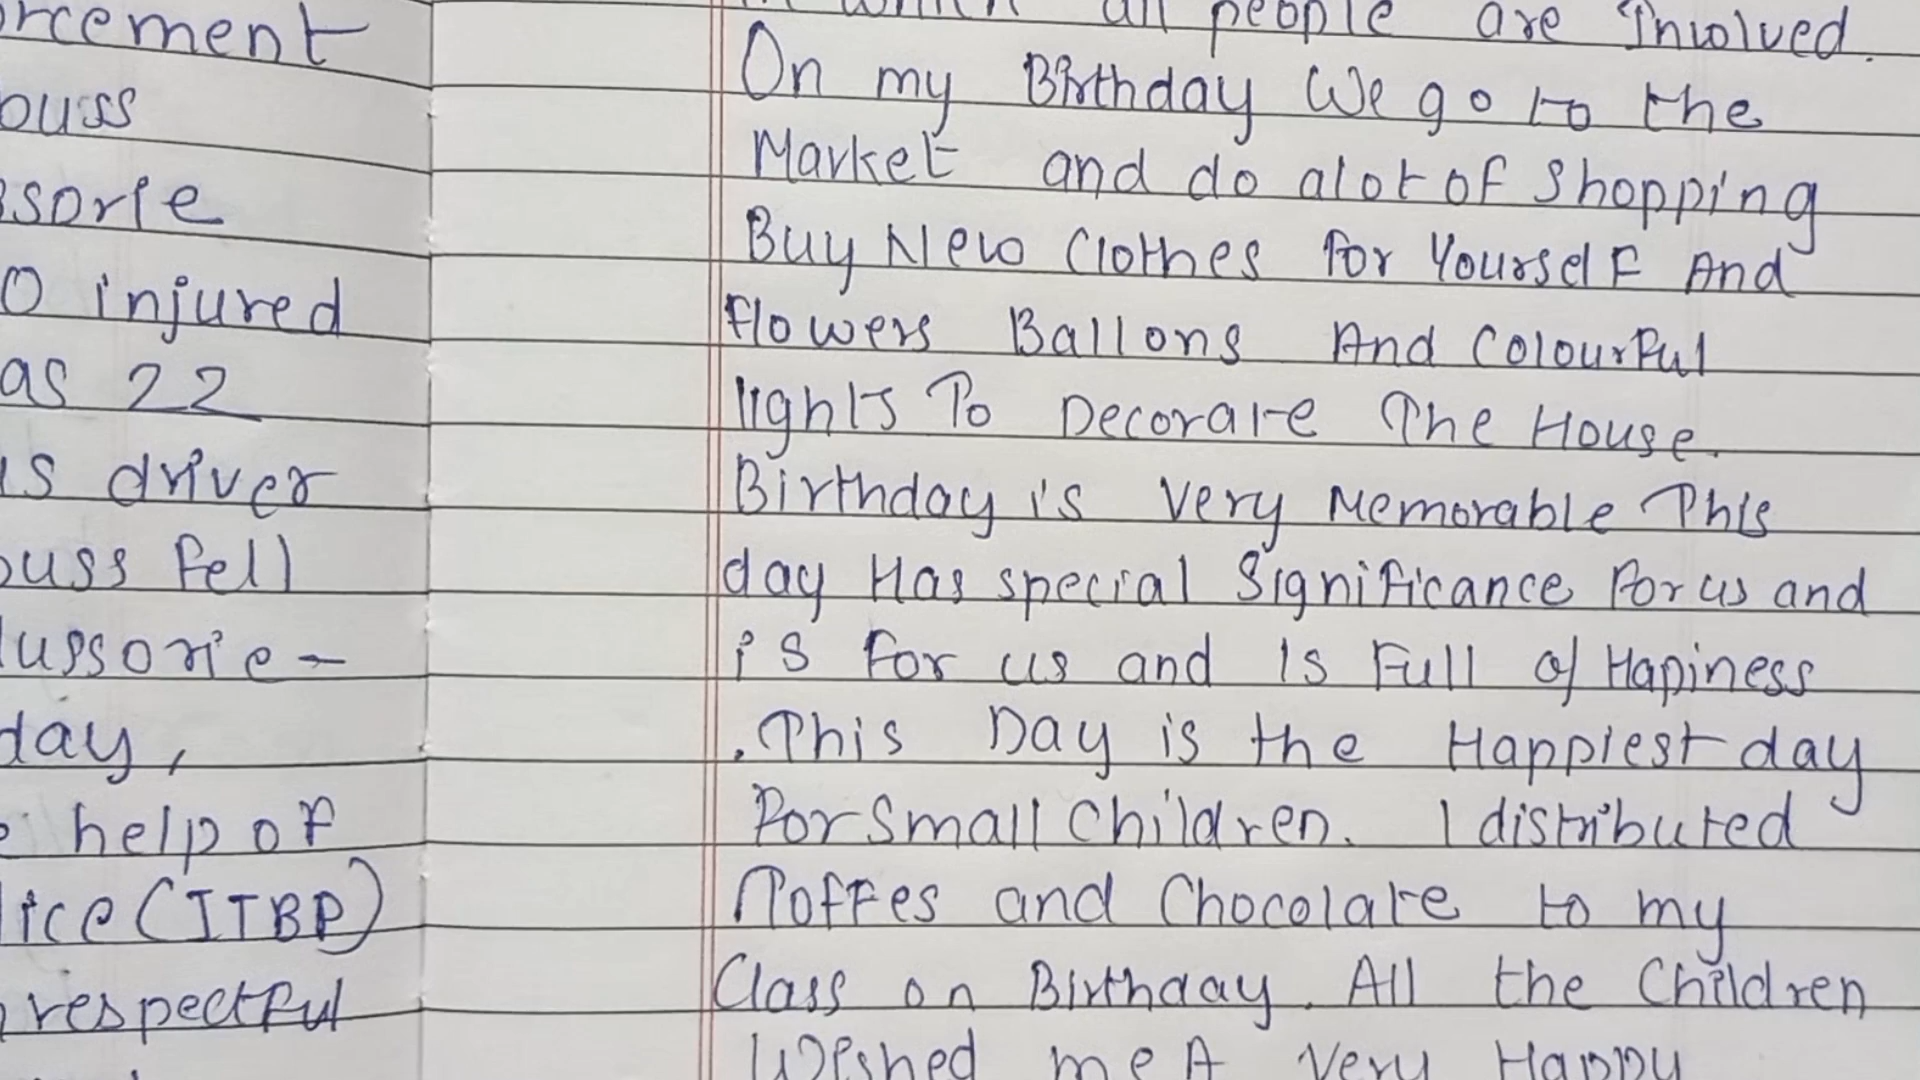 rcement
ouss
ssorie
0 injured
as 22
is driver
ouss fell
lussorie -
day,
help of
lice (ITBP)
respectful
all people are Involved.
On my Birthday We go to the
Market and do alot of Shopping
Buy New Clothes for Yourself And
Flowers Ballons And Colourful
lights To Decorate The House.
Birthday is Very Memorable This
day Has special Significance For us and
is for us and Is Full of Hapiness
.This Day is the Happiest day
For Small Children. I distributed
Toffes and Chocolate to my
Class on Birthday. All the Children
Wished me A Very Happy